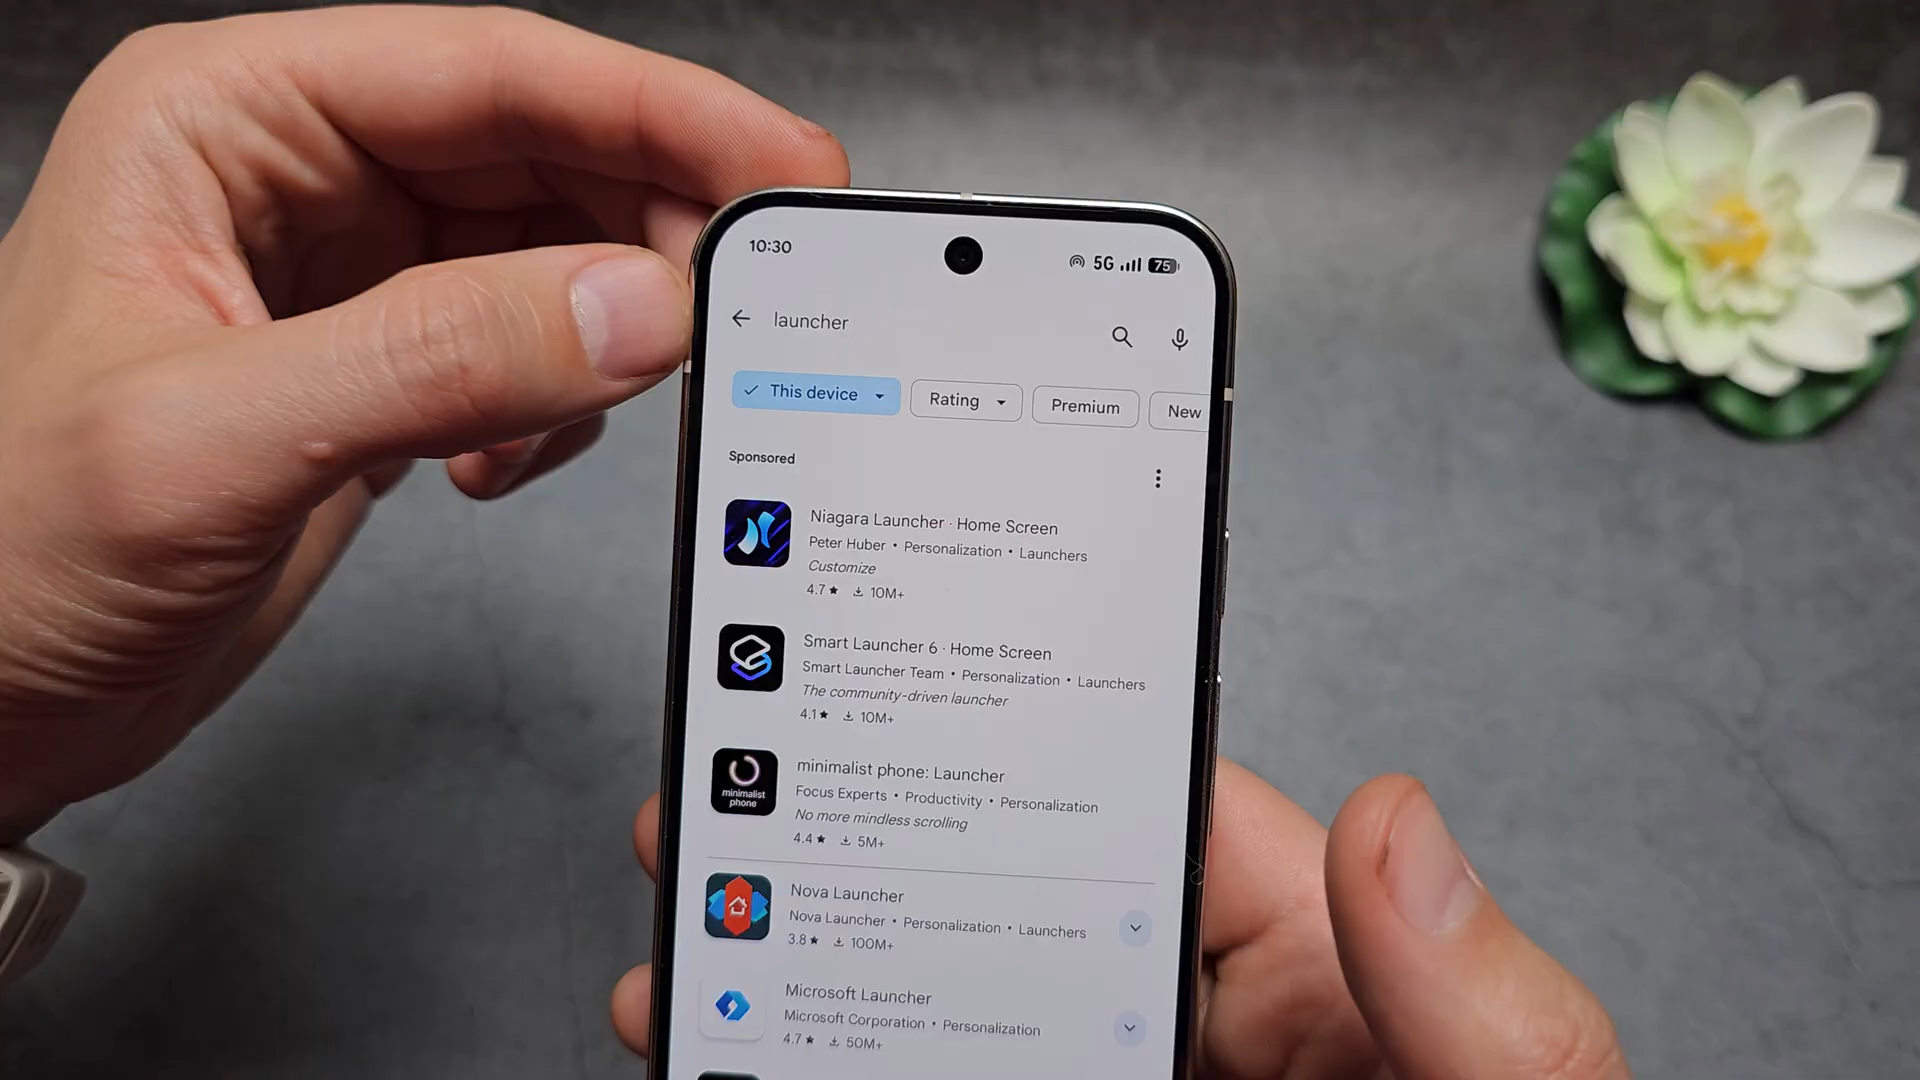 10:30
5G 75
launcher
This device Rating Premium New
Sponsored
Niagara Launcher · Home Screen
Peter Huber • Personalization • Launchers
Customize
4.7★ 10M+
Smart Launcher 6 · Home Screen
Smart Launcher Team • Personalization • Launchers
The community-driven launcher
4.1★ 10M+
minimalist phone
minimalist phone: Launcher
Focus Experts • Productivity • Personalization
No more mindless scrolling
4.4★ 5M+
Nova Launcher
Nova Launcher • Personalization • Launchers
3.8★ 100M+
Microsoft Launcher
Microsoft Corporation • Personalization
4.7★ 50M+